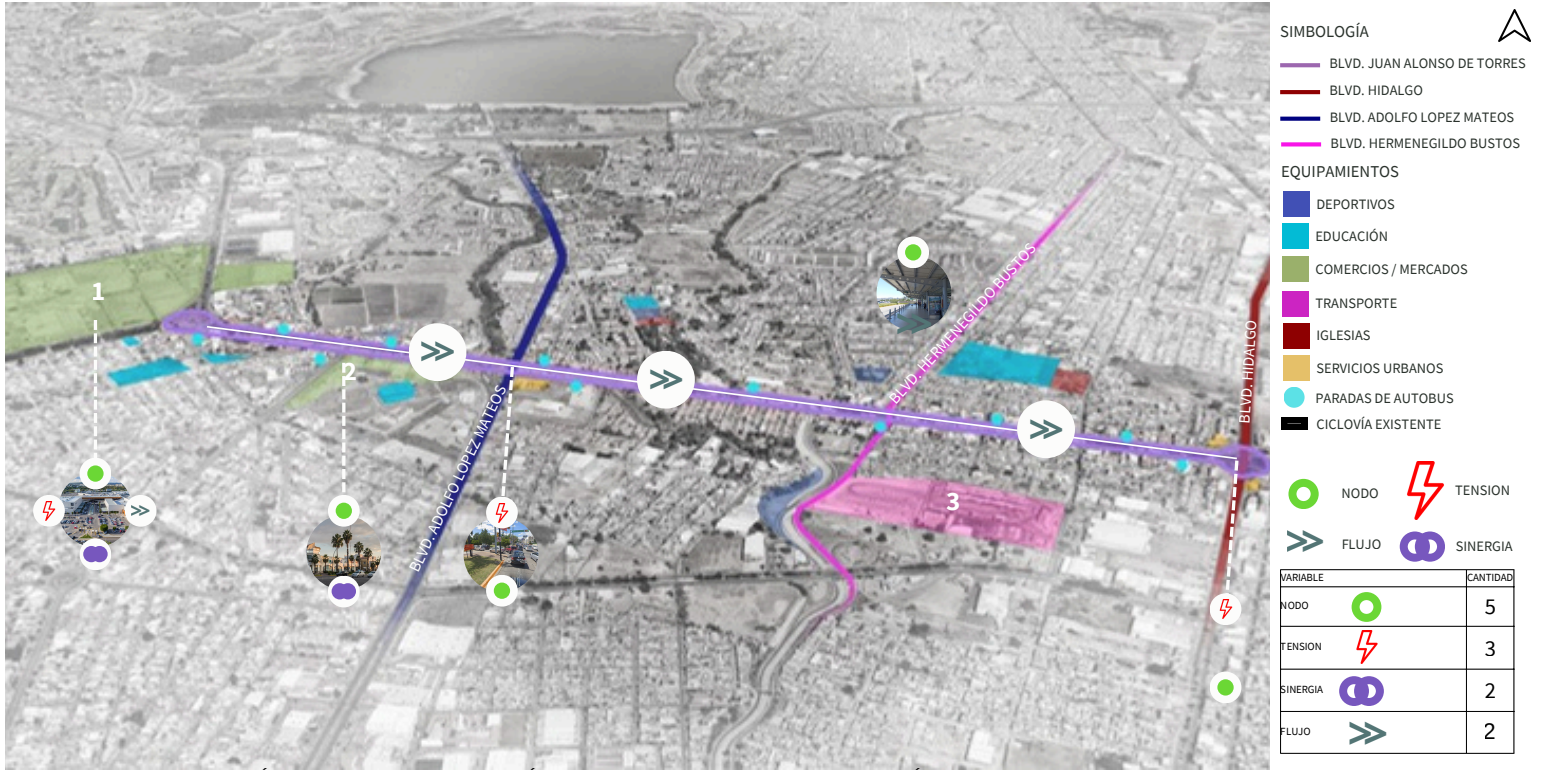 SIMBOLOGÍA
BLVD. JUAN ALONSO DE TORRES
BLVD. HIDALGO
BLVD. ADOLFO LOPEZ MATEOS
BLVD. HERMENEGILDO BUSTOS
EQUIPAMIENTOS
DEPORTIVOS
EDUCACIÓN
COMERCIOS / MERCADOS
TRANSPORTE
IGLESIAS
SERVICIOS URBANOS
PARADAS DE AUTOBUS
CICLOVÍA EXISTENTE
NODO
TENSION
FLUJO
SINERGIA
VARIABLE CANTIDAD
NODO 5
TENSION 3
SINERGIA 2
FLUJO 2
1
2
3
BLVD. ADOLFO LOPEZ MATEOS
BLVD. HERMENEGILDO BUSTOS
BLVD. HIDALGO